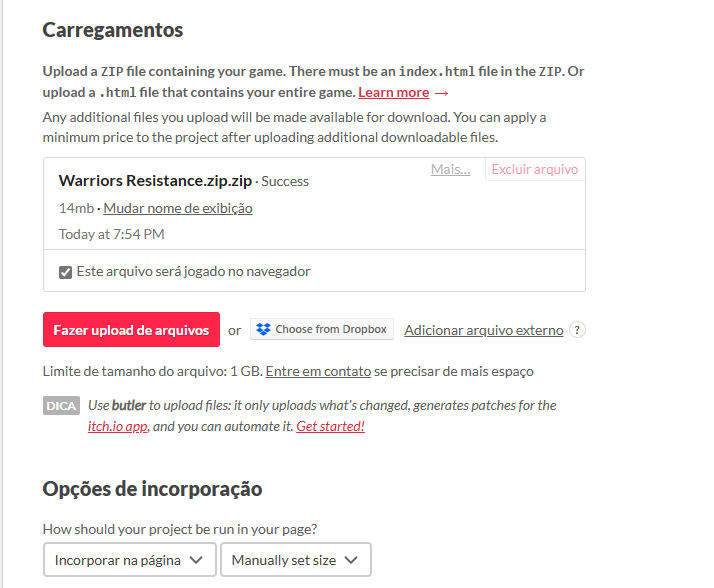 Carregamentos
Upload a ZIP file containing your game. There must be an index.html file in the ZIP. Or
upload a .html file that contains your entire game. Learn more →
Any additional files you upload will be made available for download. You can apply a
minimum price to the project after uploading additional downloadable files.
Warriors Resistance.zip.zip · Success
Mais...
Excluir arquivo
14mb · Mudar nome de exibição
Today at 7:54 PM
Este arquivo será jogado no navegador
Fazer upload de arquivos or Choose from Dropbox Adicionar arquivo externo ?
Limite de tamanho do arquivo: 1 GB. Entre em contato se precisar de mais espaço
DICA Use butler to upload files: it only uploads what's changed, generates patches for the
itch.io app, and you can automate it. Get started!
Opções de incorporação
How should your project be run in your page?
Incorporar na página Manually set size